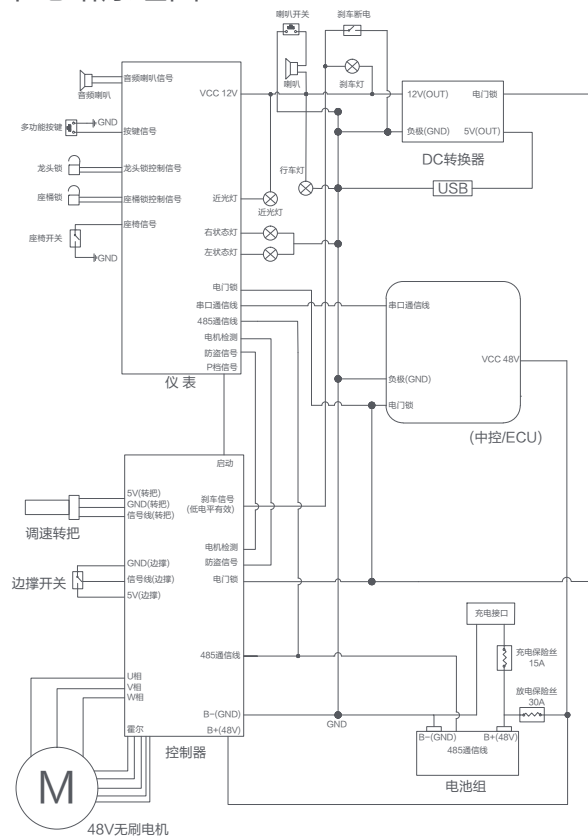 喇叭开关
刹车断电
音频喇叭信号
音频喇叭
VCC 12V
喇叭
刹车灯
12V(OUT)
电门锁
多功能按键
GND
按键信号
负极(GND)
5V(OUT)
DC转换器
龙头锁
龙头锁控制信号
行车灯
USB
座桶锁
座桶锁控制信号
近光灯
近光灯
座椅信号
座椅开关
右状态灯
GND
左状态灯
电门锁
串口通信线
串口通信线
485通信线
电机检测
防盗信号
P档信号
VCC 48V
仪 表
负极(GND)
电门锁
(中控/ECU)
启动
5V(转把)
GND(转把)
信号线(转把)
调速转把
刹车信号
(低电平有效)
电机检测
GND(边撑)
防盗信号
边撑开关
信号线(边撑)
电门锁
5V(边撑)
充电接口
485通信线
充电保险丝
15A
U相
V相
W相
放电保险丝
30A
B-(GND)
GND
霍尔
B+(48V)
B-(GND)
B+(48V)
控制器
485通信线
电池组
M
48V无刷电机